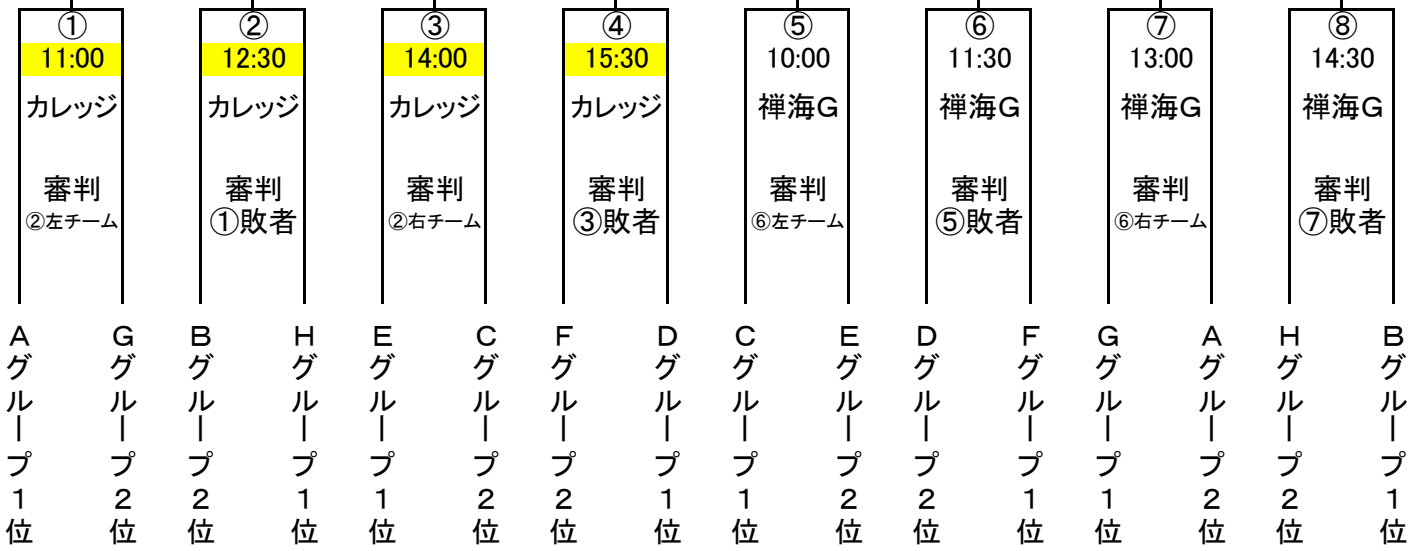 ① ② ③ ④ ⑤ ⑥ ⑦ ⑧
11:00 12:30 14:00 15:30 10:00 11:30 13:00 14:30
カレッジ カレッジ カレッジ カレッジ 禅海G 禅海G 禅海G 禅海G
審判 審判 審判 審判 審判 審判 審判 審判
②左チーム ①敗者 ②右チーム ③敗者 ⑥左チーム ⑤敗者 ⑥右チーム ⑦敗者
Aグループ1位
Gグループ2位
Bグループ2位
Hグループ1位
Eグループ1位
Cグループ2位
Fグループ2位
Dグループ1位
Cグループ1位
Eグループ2位
Dグループ2位
Fグループ1位
Gグループ1位
Aグループ2位
Hグループ2位
Bグループ1位